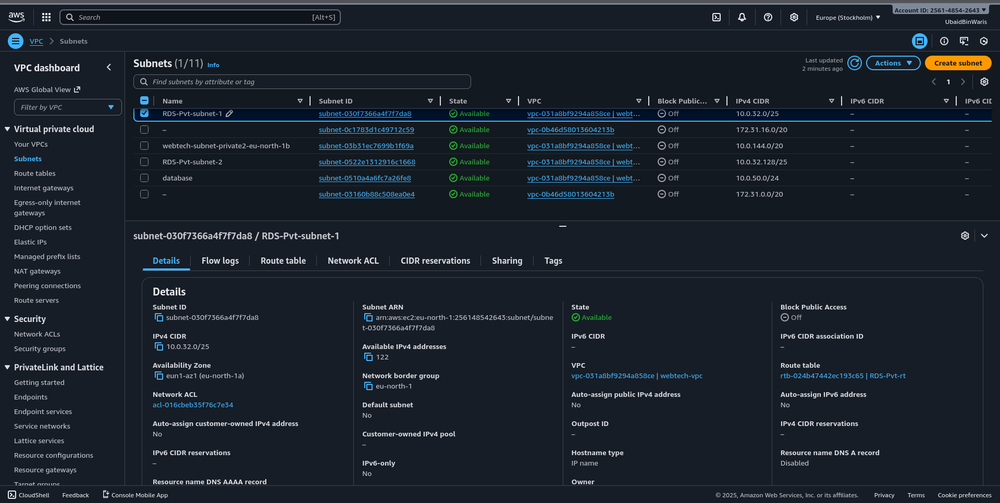 aws
Search
[Alt+S]
Europe (Stockholm)
Account ID: 2561-4854-2643
UbaidBinWaris
VPC
Subnets
VPC dashboard
AWS Global View
Filter by VPC
Virtual private cloud
Your VPCs
Subnets
Route tables
Internet gateways
Egress-only internet
gateways
DHCP option sets
Elastic IPs
Managed prefix lists
NAT gateways
Peering connections
Route servers
Security
Network ACLs
Security groups
PrivateLink and Lattice
Getting started
Endpoints
Endpoint services
Service networks
Lattice services
Resource configurations
Resource gateways
Target groups
Subnets (1/11) Info
Last updated
2 minutes ago
Actions
Create subnet
Find subnets by attribute or tag
1
Name Subnet ID State VPC Block Public... IPv4 CIDR IPv6 CIDR IPv6 CID
RDS-Pvt-subnet-1 subnet-030f7366a4f7f7da8 Available vpc-031a8bf9294a858ce | webt... Off 10.0.32.0/25 – –
– subnet-0c1783d1c49712c59 Available vpc-0b46d58013604213b Off 172.31.16.0/20 – –
webtech-subnet-private2-eu-north-1b subnet-03b31ec7699b1f69a Available vpc-031a8bf9294a858ce | webt... Off 10.0.144.0/20 – –
RDS-Pvt-subnet-2 subnet-0522e1312916c1668 Available vpc-031a8bf9294a858ce | webt... Off 10.0.32.128/25 – –
database subnet-0510a4a6fc7a26fe8 Available vpc-031a8bf9294a858ce | webt... Off 10.0.50.0/24 – –
– subnet-03160b88c508ea0e4 Available vpc-0b46d58013604213b Off 172.31.0.0/20 – –
subnet-030f7366a4f7f7da8 / RDS-Pvt-subnet-1
Details Flow logs Route table Network ACL CIDR reservations Sharing Tags
Details
Subnet ID
subnet-030f7366a4f7f7da8
IPv4 CIDR
10.0.32.0/25
Availability Zone
eun1-az1 (eu-north-1a)
Network ACL
acl-016cbeb35f76c7e34
Auto-assign customer-owned IPv4 address
No
IPv6 CIDR reservations
–
Resource name DNS AAAA record
Subnet ARN
arn:aws:ec2:eu-north-1:256148542643:subnet/subne
t-030f7366a4f7f7da8
Available IPv4 addresses
122
Network border group
eu-north-1
Default subnet
No
Customer-owned IPv4 pool
–
IPv6-only
No
State
Available
IPv6 CIDR
–
VPC
vpc-031a8bf9294a858ce | webtech-vpc
Auto-assign public IPv4 address
No
Outpost ID
–
Hostname type
IP name
Owner
Block Public Access
Off
IPv6 CIDR association ID
–
Route table
rtb-024b47442ec193c65 | RDS-Pvt-rt
Auto-assign IPv6 address
No
IPv4 CIDR reservations
–
Resource name DNS A record
Disabled
CloudShell Feedback Console Mobile App
© 2025, Amazon Web Services, Inc. or its affiliates. Privacy Terms Cookie preferences